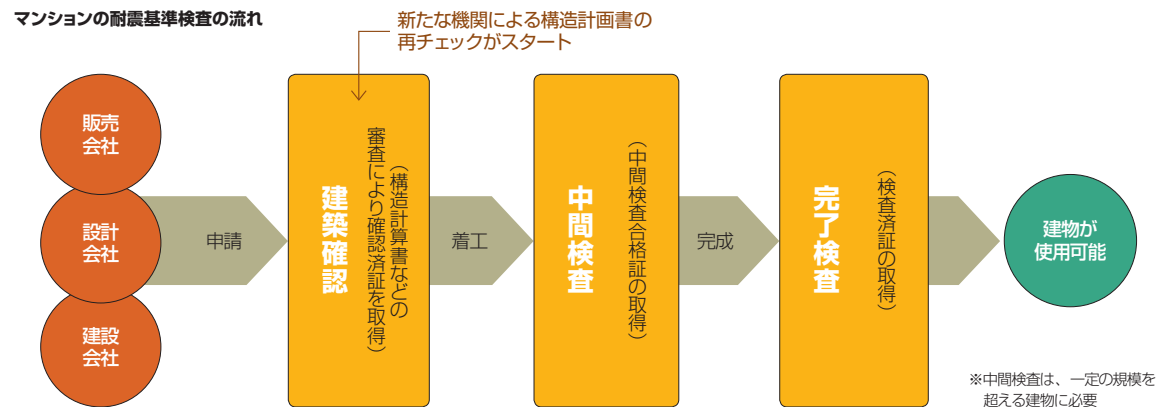 マンションの耐震基準検査の流れ
新たな機関による構造計画書の
再チェックがスタート
販売
会社
設計
会社
建設
会社
申請
建築確認
（構造計算書などの
審査により確認済証を取得）
着工
中間検査
（中間検査合格証の取得）
完成
完了検査
（検査済証の取得）
建物が
使用可能
※中間検査は、一定の規模を
超える建物に必要